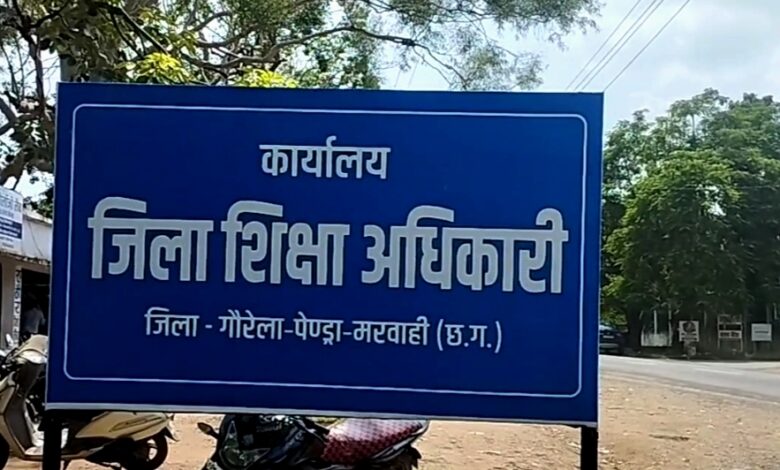 कार्यालय
जिला शिक्षा अधिकारी
जिला - गौरेला-पेण्ड्रा-मरवाही (छ.ग.)